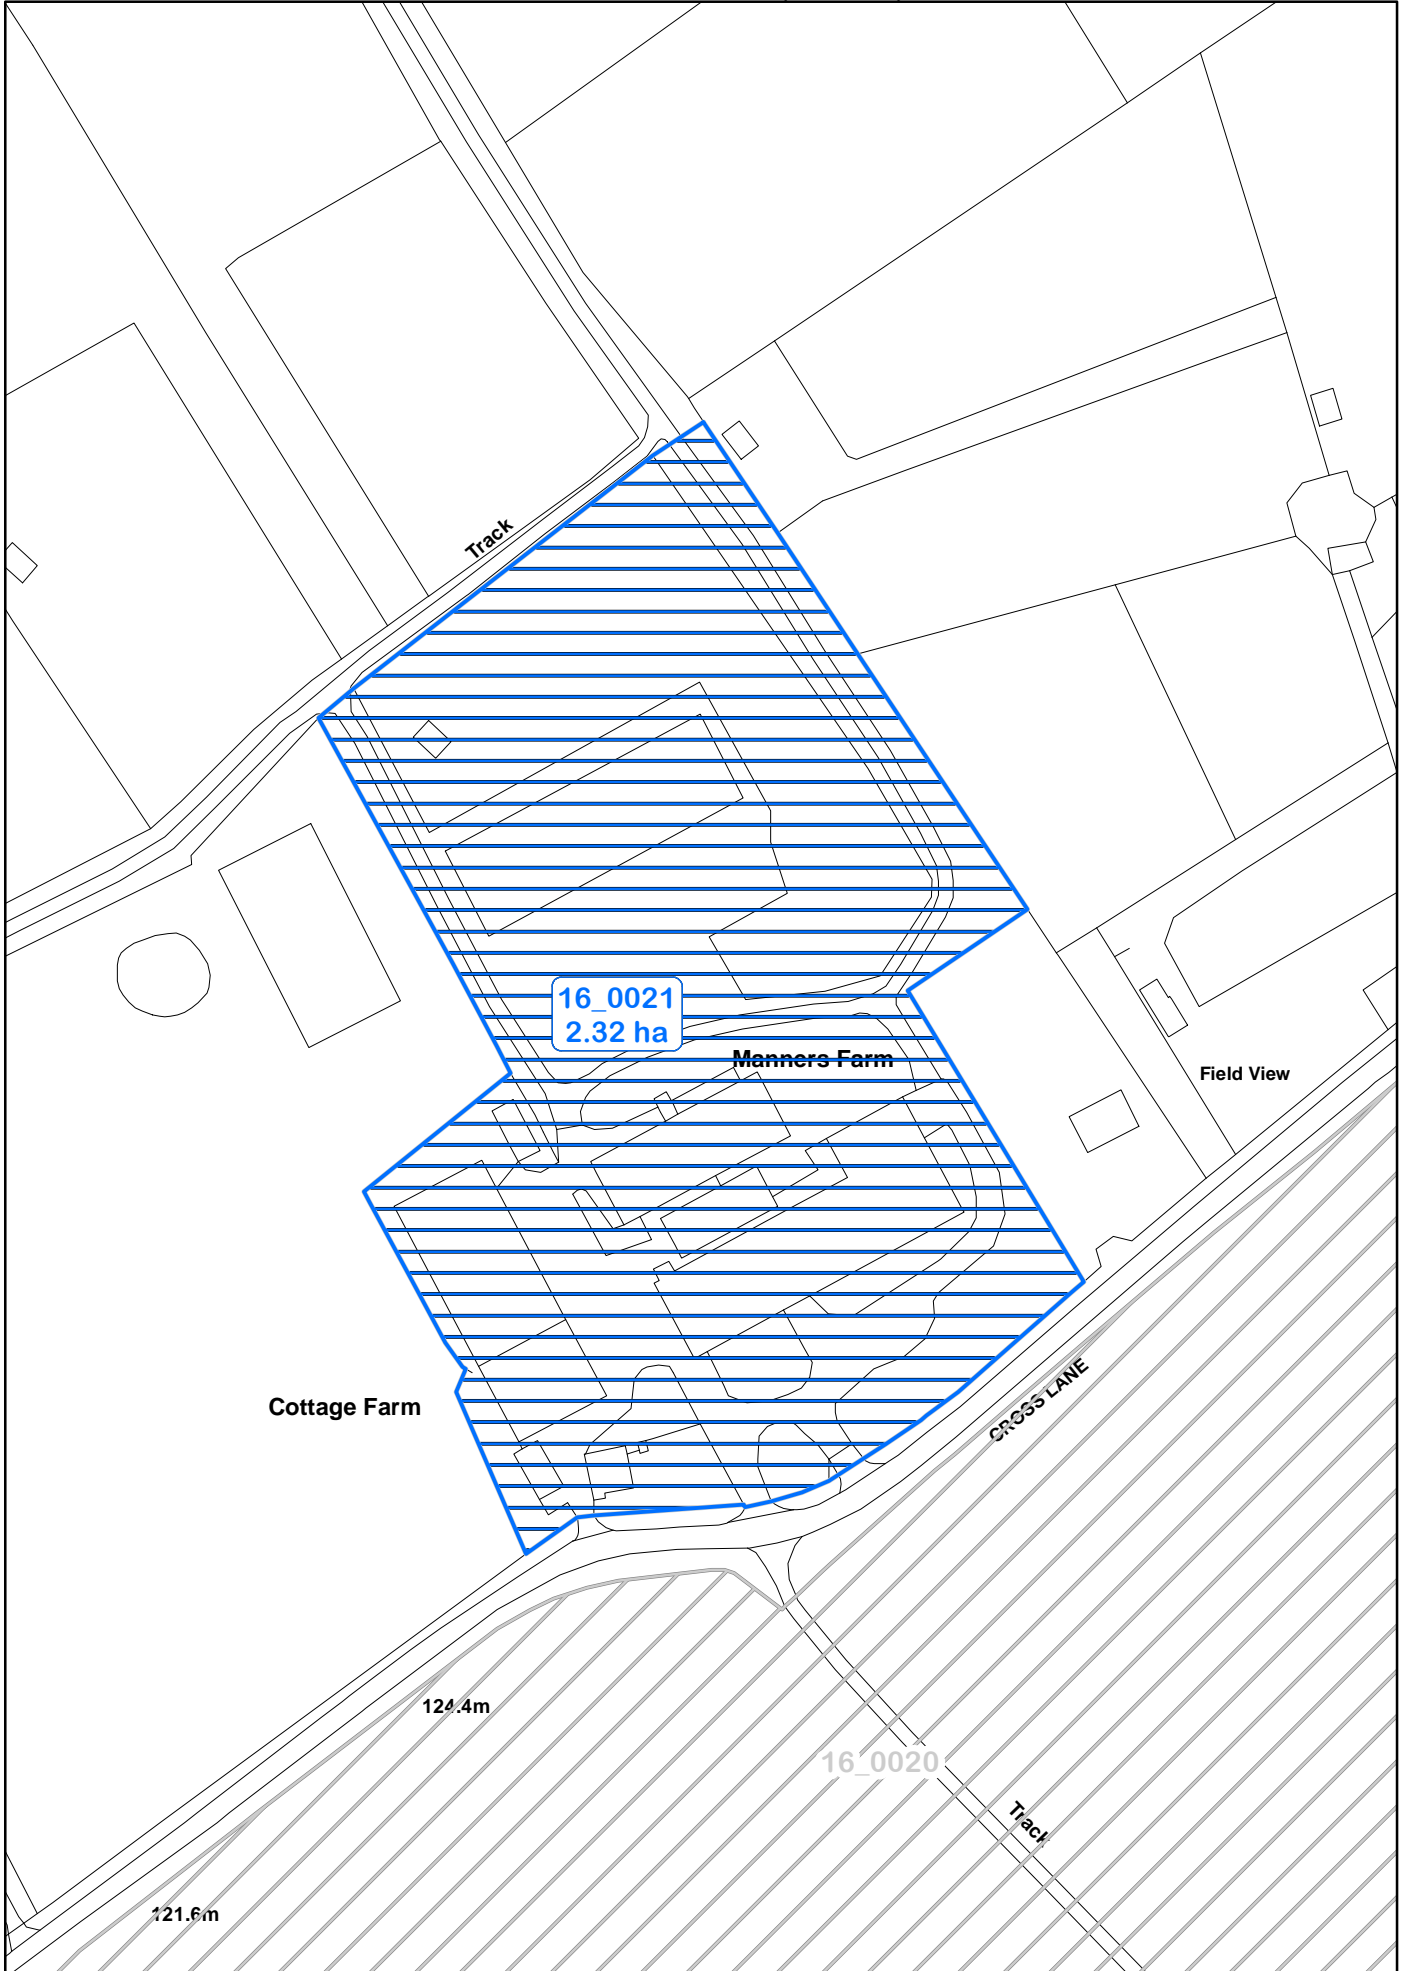 Track
16_0021
2.32 ha
Manners Farm
Field View
Cottage Farm
CROSS LANE
124.4m
16_0020
Track
121.6m